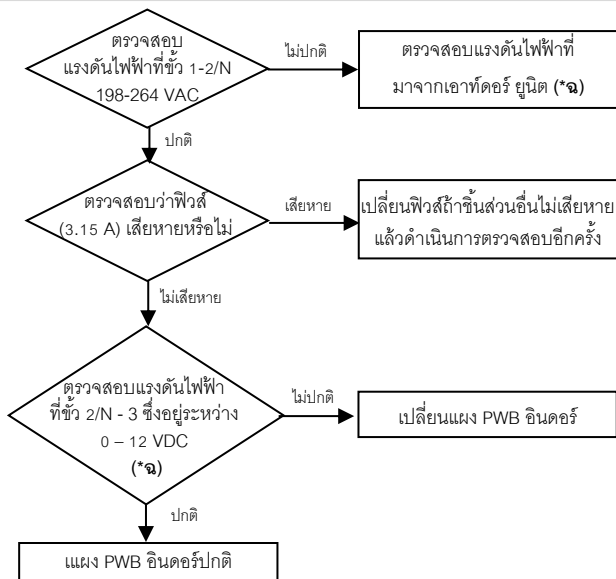 ตรวจสอบ
แรงดันไฟฟ้าที่ขั้ว 1-2/N
198-264 VAC
ไม่ปกติ
ตรวจสอบแรงดันไฟฟ้าที่
มาจากเอาท์ดอร์ ยูนิต (*ฉ)
ปกติ
ตรวจสอบว่าฟิวส์
(3.15 A) เสียหายหรือไม่
เสียหาย
เปลี่ยนฟิวส์ถ้าชิ้นส่วนอื่นไม่เสียหาย
แล้วดำเนินการตรวจสอบอีกครั้ง
ไม่เสียหาย
ตรวจสอบแรงดันไฟฟ้า
ที่ขั้ว 2/N - 3 ซึ่งอยู่ระหว่าง
0 – 12 VDC
(*ฉ)
ไม่ปกติ
เปลี่ยนแผง PWB อินดอร์
ปกติ
เแผง PWB อินดอร์ปกติ